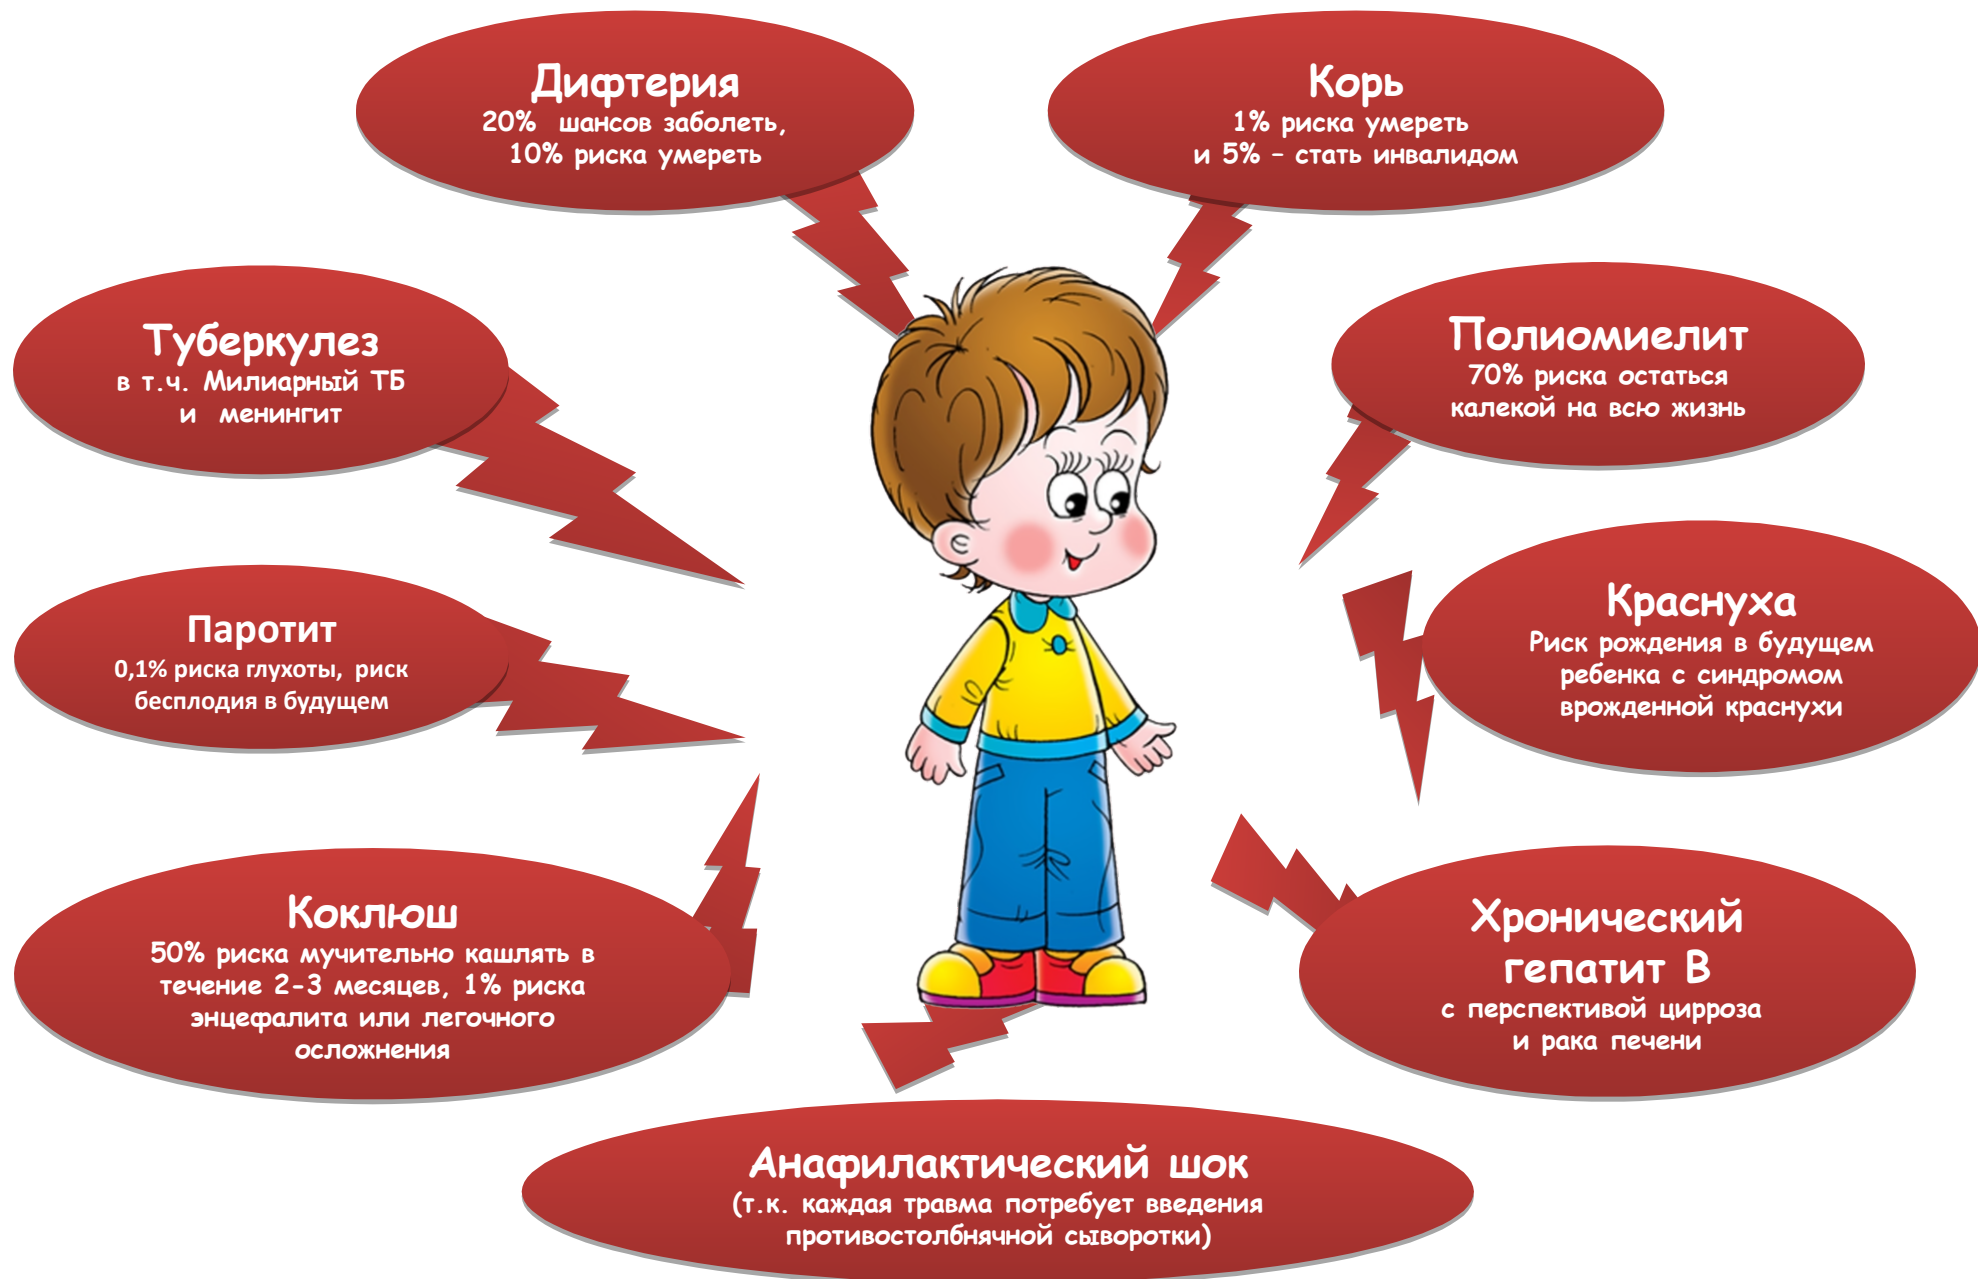 Дифтерия
20% шансов заболеть,
10% риска умереть
Корь
1% риска умереть
и 5% – стать инвалидом
Туберкулез
в т.ч. Милиарный ТБ
и менингит
Полиомиелит
70% риска остаться
калекой на всю жизнь
Паротит
0,1% риска глухоты, риск
бесплодия в будущем
Краснуха
Риск рождения в будущем
ребенка с синдромом
врожденной краснухи
Коклюш
50% риска мучительно кашлять в
течение 2-3 месяцев, 1% риска
энцефалита или легочного
осложнения
Хронический
гепатит В
с перспективой цирроза
и рака печени
Анафилактический шок
(т.к. каждая травма потребует введения
противостолбнячной сыворотки)